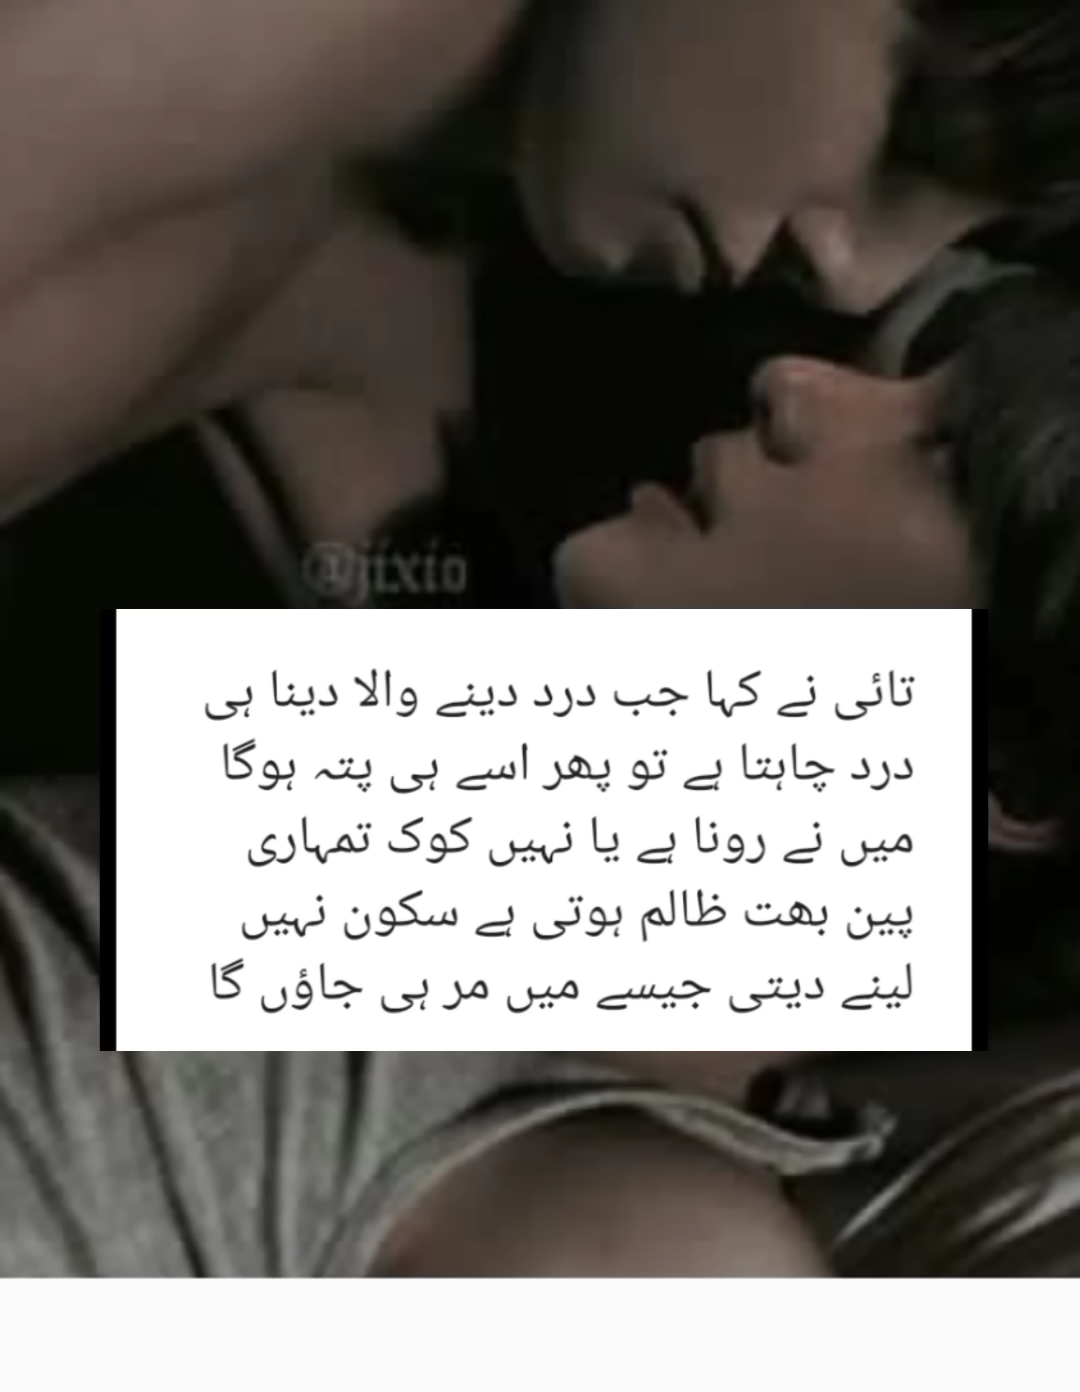 @jixio
تائی نے کہا جب درد دینے والا دینا ہی
درد چاہتا ہے تو پھر اسے ہی پتہ ہوگا
میں نے رونا ہے یا نہیں کوک تمہاری
پین بھت ظالم ہوتی ہے سکون نہیں
لینے دیتی جیسے میں مر ہی جاؤں گا